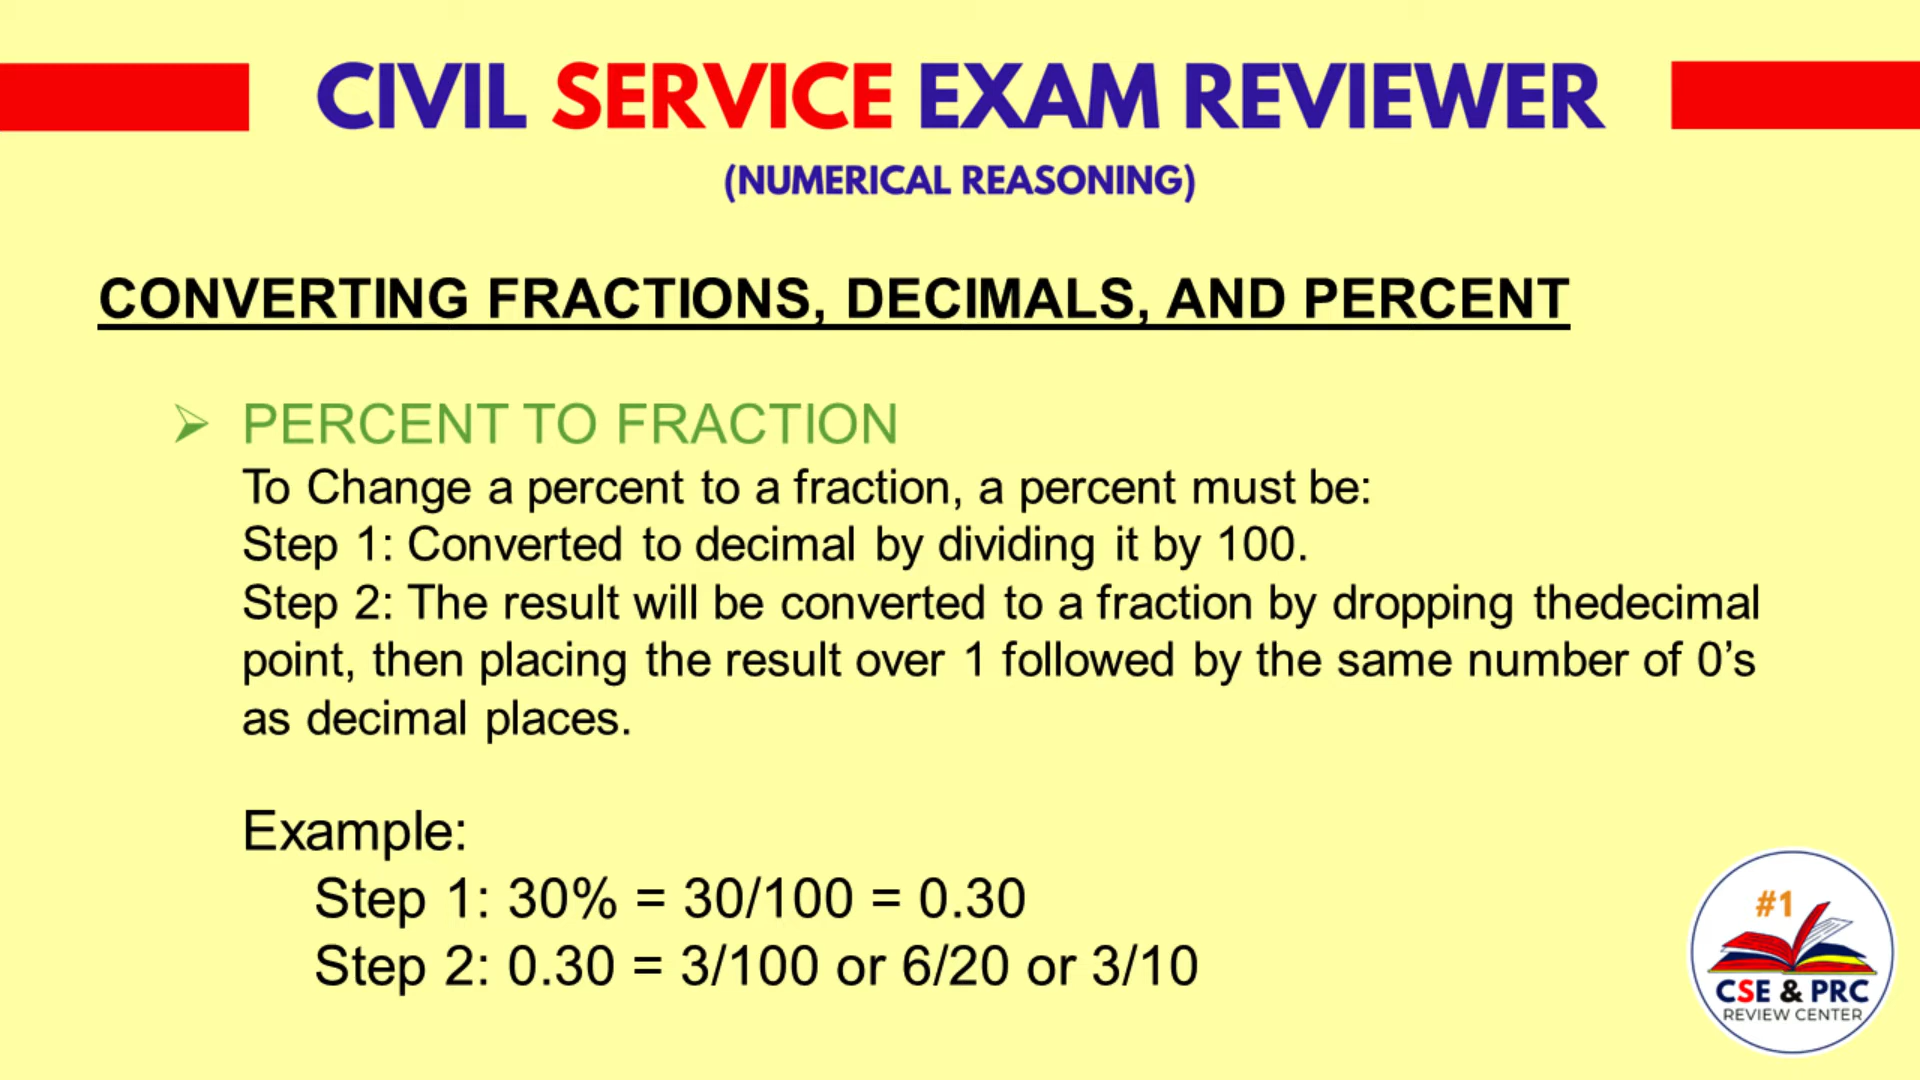 CIVIL SERVICE EXAM REVIEWER
(NUMERICAL REASONING)
CONVERTING FRACTIONS, DECIMALS, AND PERCENT
➢ PERCENT TO FRACTION
To Change a percent to a fraction, a percent must be:
Step 1: Converted to decimal by dividing it by 100.
Step 2: The result will be converted to a fraction by dropping thedecimal
point, then placing the result over 1 followed by the same number of 0’s
as decimal places.
Example:
Step 1: 30% = 30/100 = 0.30
Step 2: 0.30 = 3/100 or 6/20 or 3/10
#1
CSE & PRC
REVIEW CENTER